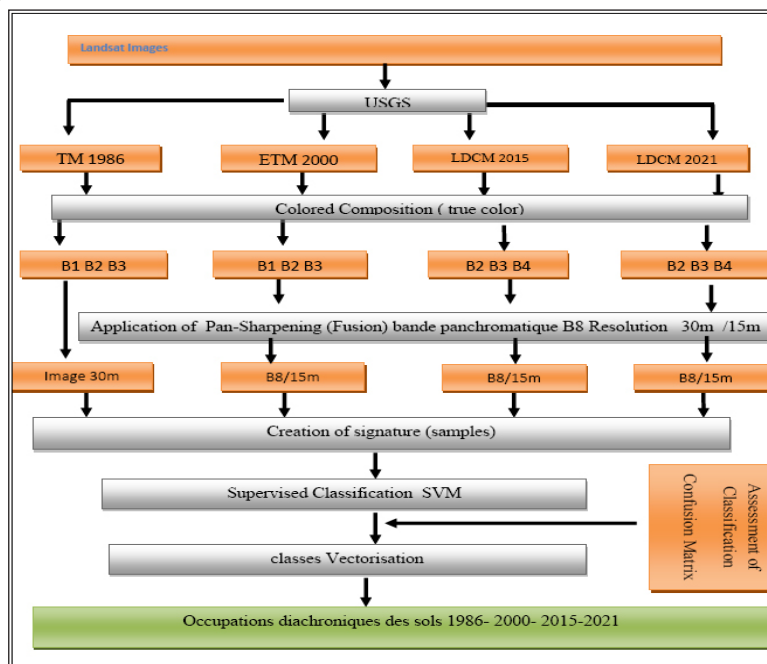 Landsat Images
USGS
TM 1986
ETM 2000
LDCM 2015
LDCM 2021
Colored Composition ( true color)
B1 B2 B3
B1 B2 B3
B2 B3 B4
B2 B3 B4
Application of Pan-Sharpening (Fusion) bande panchromatique B8 Resolution 30m /15m
Image 30m
B8/15m
B8/15m
B8/15m
Creation of signature (samples)
Supervised Classification SVM
Assessment of
Classification
Confusion Matrix
classes Vectorisation
Occupations diachroniques des sols 1986- 2000- 2015-2021